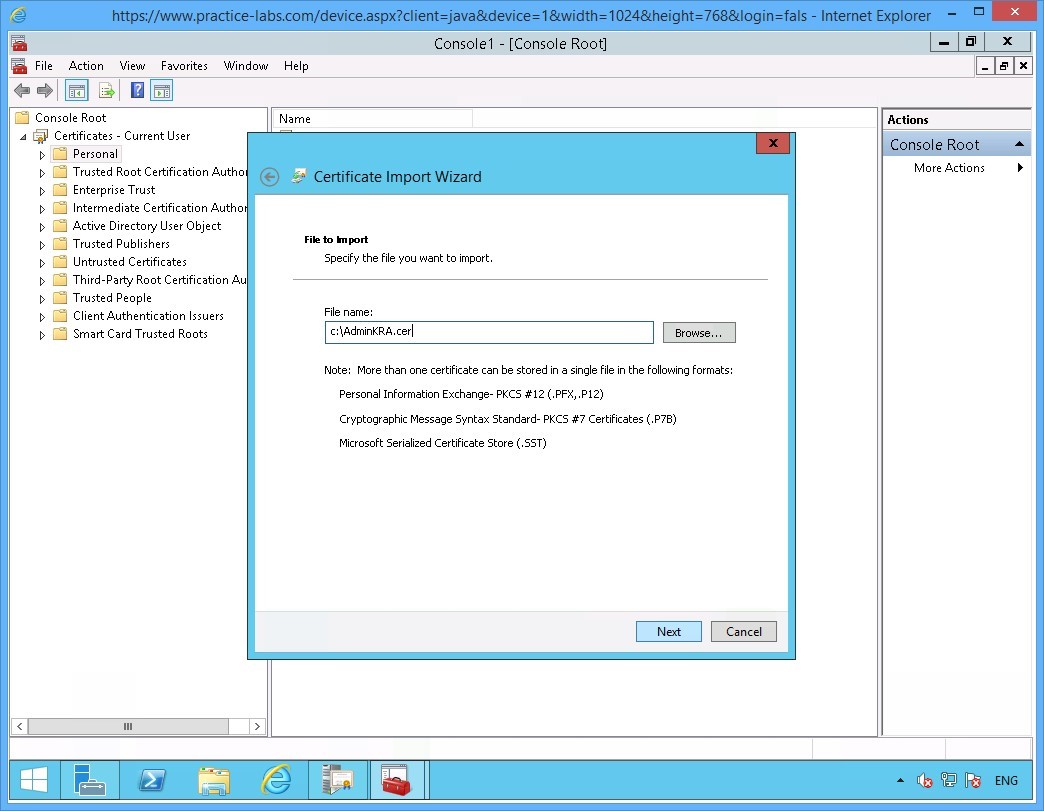 https://www.practice-labs.com/device.aspx?client=java&device=1&width=1024&height=768&login=fals - Internet Explorer
Console1 - [Console Root]
File Action View Favorites Window Help
Console Root
Certificates - Current User
Personal
Trusted Root Certification Author
Enterprise Trust
Intermediate Certification Author
Active Directory User Object
Trusted Publishers
Untrusted Certificates
Third-Party Root Certification Au
Trusted People
Client Authentication Issuers
Smart Card Trusted Roots
Name
Certificate Import Wizard
File to Import
Specify the file you want to import.
File name:
c:\AdminKRA.cer
Browse...
Note: More than one certificate can be stored in a single file in the following formats:
Personal Information Exchange- PKCS #12 (.PFX,.P12)
Cryptographic Message Syntax Standard- PKCS #7 Certificates (.P7B)
Microsoft Serialized Certificate Store (.SST)
Next
Cancel
Actions
Console Root
More Actions
ENG